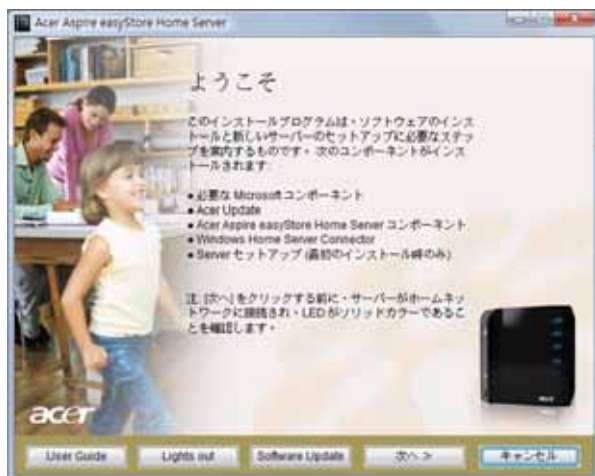 Acer Aspire easyStore Home Server
ようこそ
このインストールプログラムは・ソフトウェアのインス
トールと新しいサーバーのセットアップに必要なステッ
プを案内するものです・次のコンポーネントがインス
トールされます:
• 必要な Microsoft コンポーネント
• Acer Update
• Acer Aspire easyStore Home Server コンポーネント
• Windows Home Server Connector
• Server セットアップ (最初のインストール時のみ)
注: [次へ] をクリックする前に・サーバーがホームネッ
トワークに接続され・LED がソリッドカラーであるこ
とを確認します・
acer
User Guide
Lights out
Software Update
次へ >
キャンセル